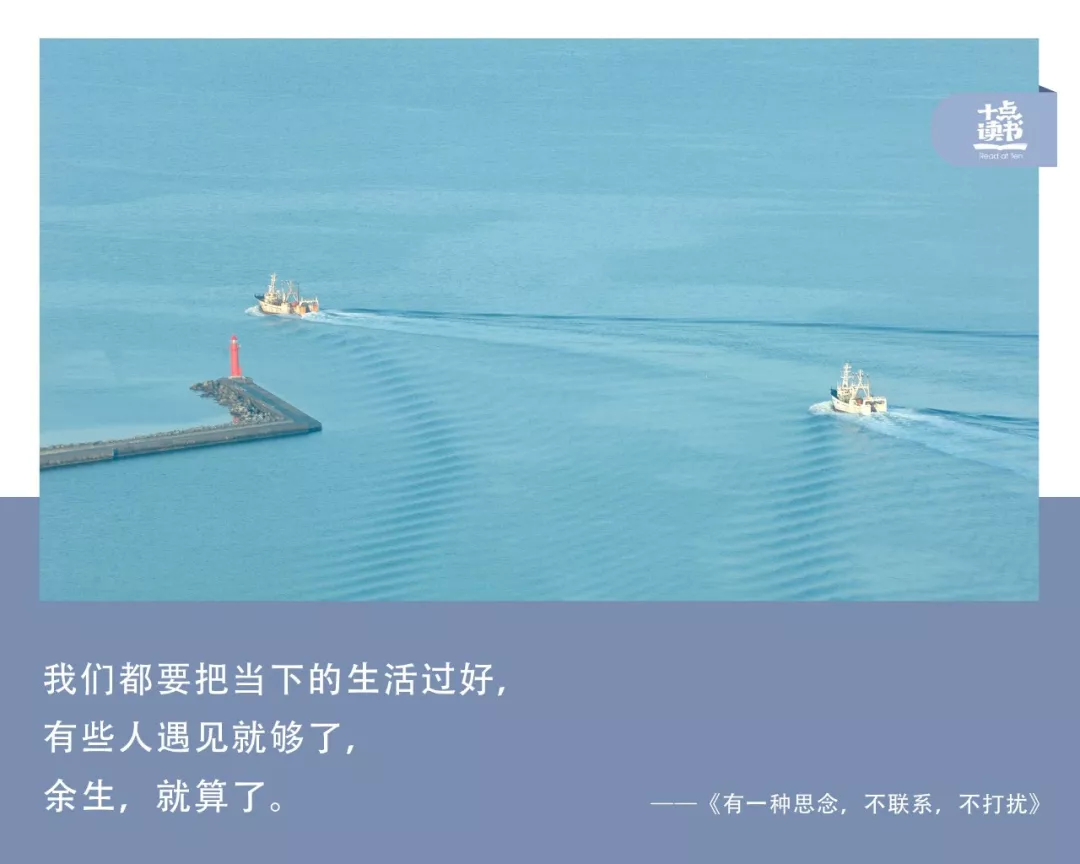 十点
读书
Read at Ten
我们都要把当下的生活过好，
有些人遇见就够了，
余生，就算了。
——《有一种思念，不联系，不打扰》